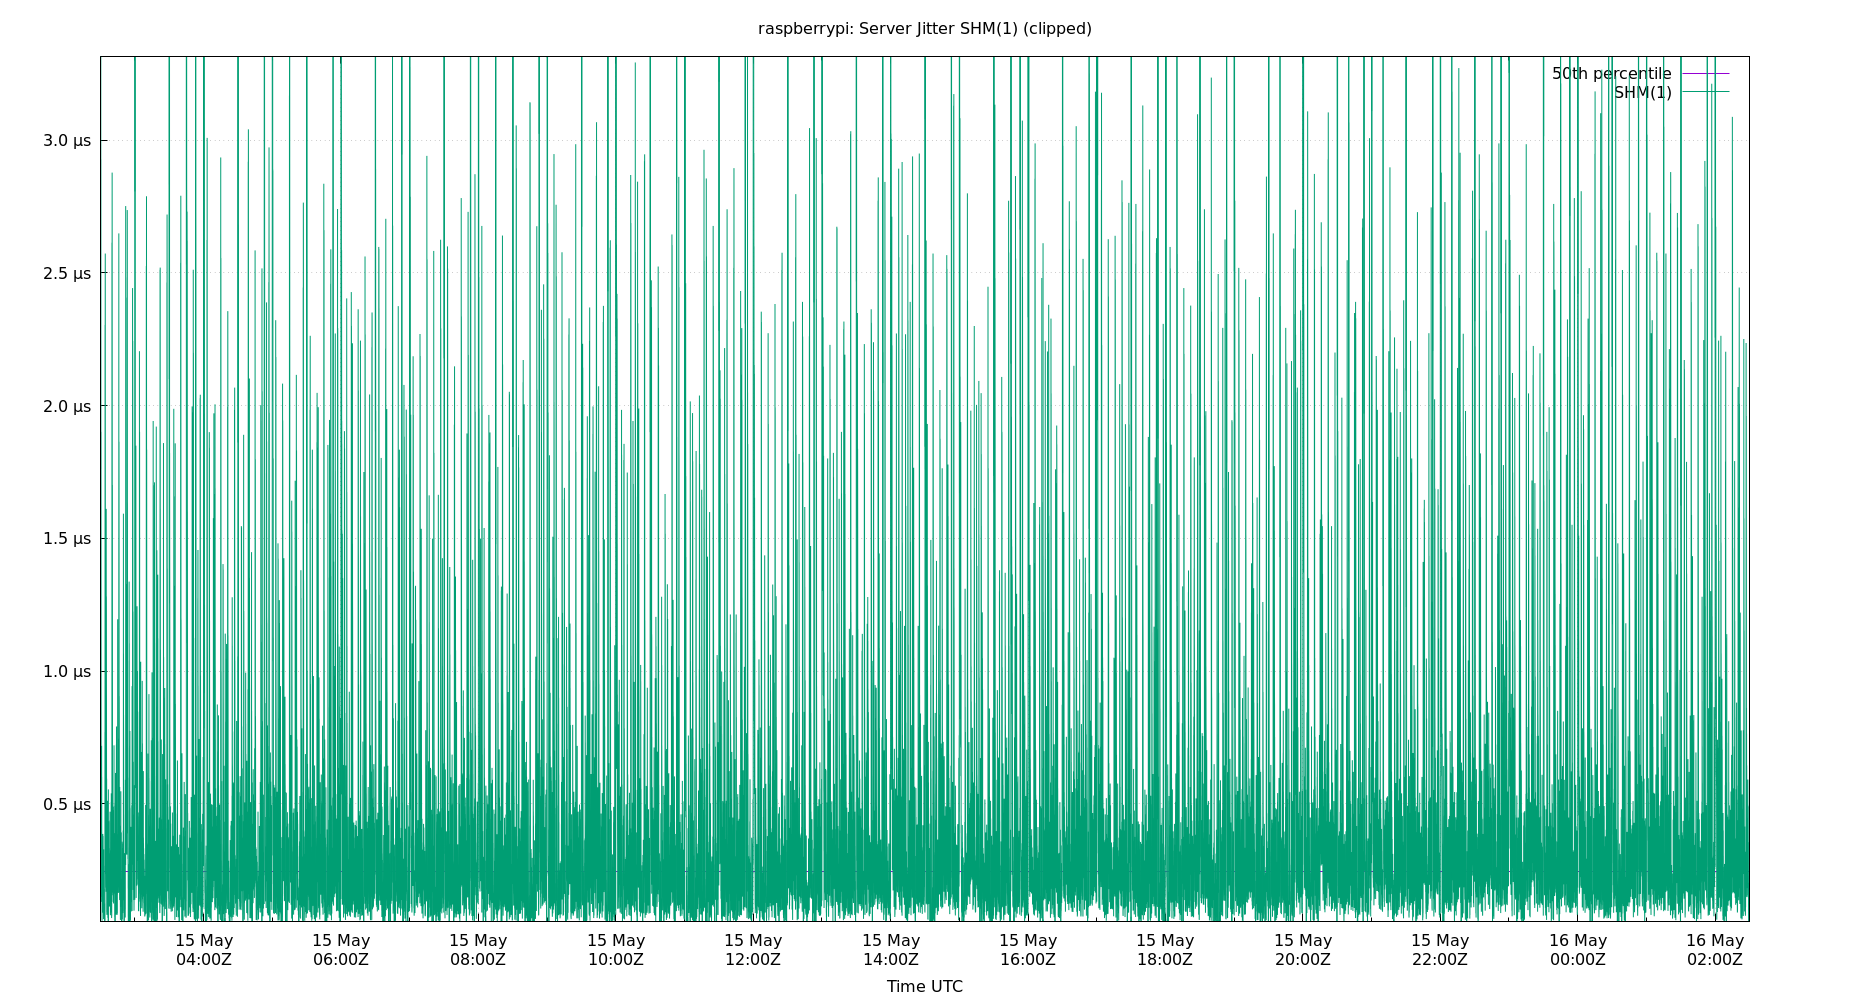 raspberrypi: Server Jitter SHM(1) (clipped)
50th percentile
SHM(1)
3.0 µs
2.5 µs
2.0 µs
1.5 µs
1.0 µs
0.5 µs
15 May 15 May 15 May 15 May 15 May 15 May 15 May 15 May 15 May 15 May 16 May 16 May
04:00Z 06:00Z 08:00Z 10:00Z 12:00Z 14:00Z 16:00Z 18:00Z 20:00Z 22:00Z 00:00Z 02:00Z
Time UTC